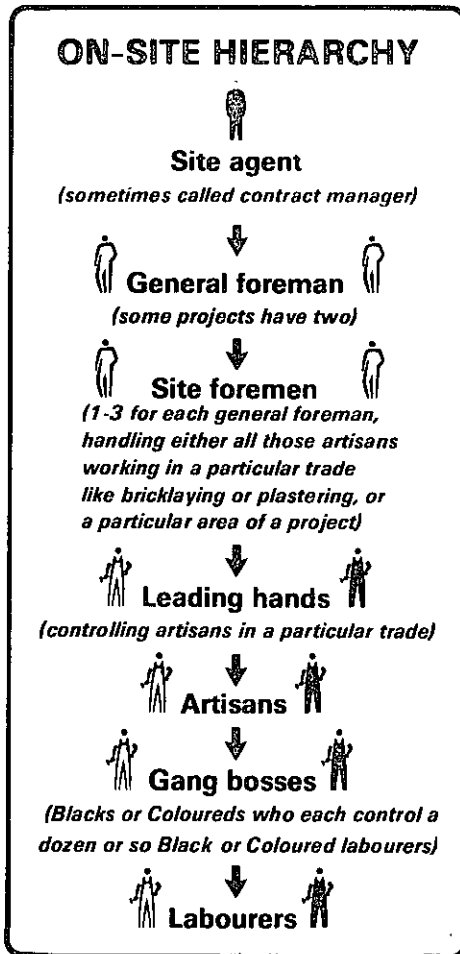 ON-SITE HIERARCHY
Site agent
(sometimes called contract manager)
General foreman
(some projects have two)
Site foremen
(1-3 for each general foreman,
handling either all those artisans
working in a particular trade
like bricklaying or plastering, or
a particular area of a project)
Leading hands
(controlling artisans in a particular trade)
Artisans
Gang bosses
(Blacks or Coloureds who each control a
dozen or so Black or Coloured labourers)
Labourers